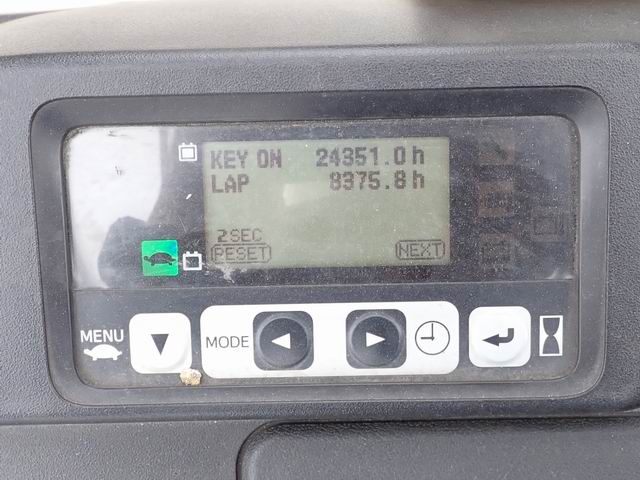 KEY ON 24351.0h
LAP 8375.8h
2SEC
RESET NEXT
MENU MODE